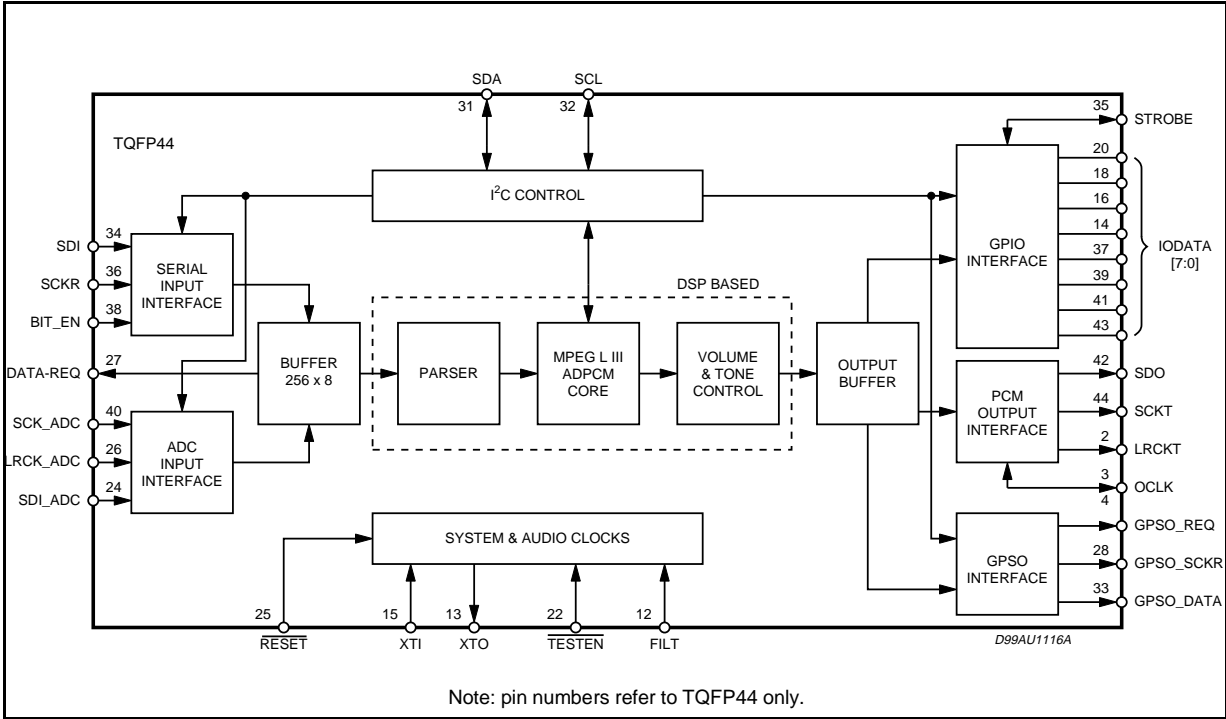 SDA
SCL
31
32
TQFP44
I2C CONTROL
35
STROBE
20
18
16
14
37
39
41
43
GPIO
INTERFACE
IODATA
[7:0]
SDI
34
SCKR
36
BIT_EN
38
SERIAL
INPUT
INTERFACE
DATA-REQ
27
SCK_ADC
40
LRCK_ADC
26
SDI_ADC
24
ADC
INPUT
INTERFACE
BUFFER
256 x 8
DSP BASED
PARSER
MPEG L III
ADPCM
CORE
VOLUME
& TONE
CONTROL
OUTPUT
BUFFER
PCM
OUTPUT
INTERFACE
42
SDO
44
SCKT
2
LRCKT
3
OCLK
4
GPSO_REQ
28
GPSO_SCKR
33
GPSO_DATA
GPSO
INTERFACE
SYSTEM & AUDIO CLOCKS
25
15
13
22
12
RESET
XTI
XTO
TESTEN
FILT
D99AU1116A
Note: pin numbers refer to TQFP44 only.